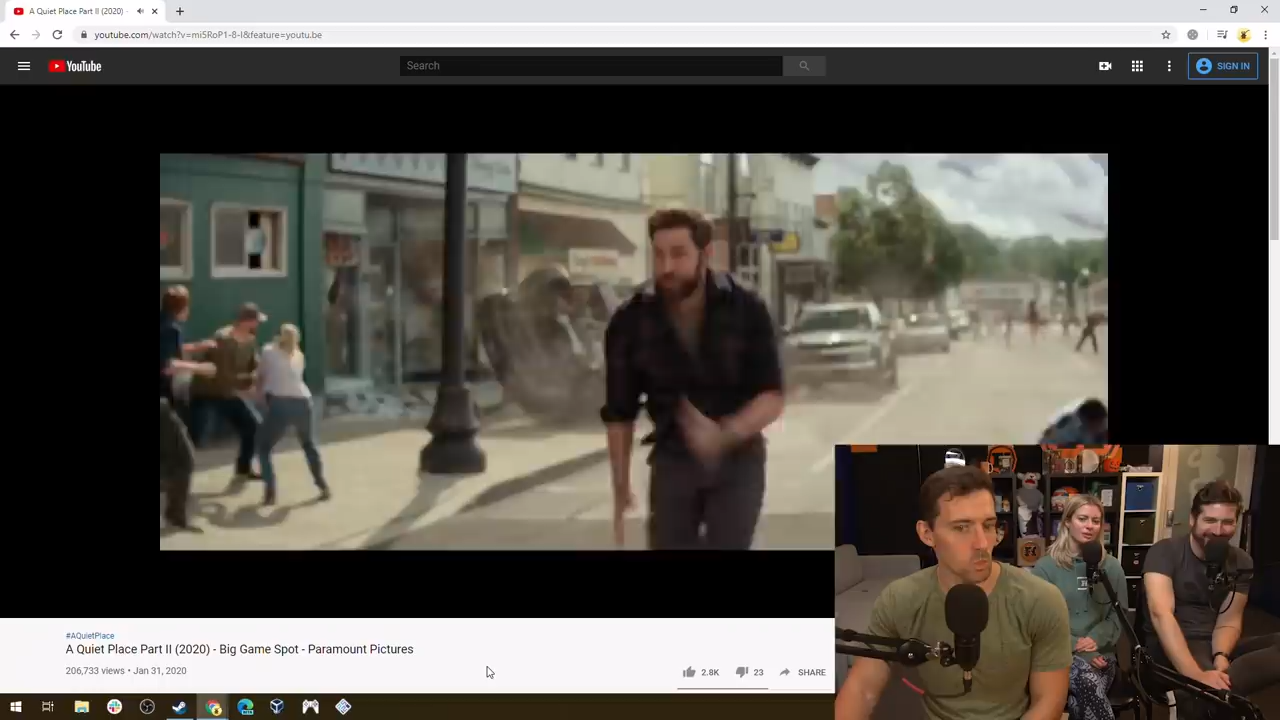 A Quiet Place Part II (2020) -
youtube.com/watch?v=mi5RoP1-8-I&feature=youtu.be
YouTube
Search
SIGN IN
#AQuietPlace
A Quiet Place Part II (2020) - Big Game Spot - Paramount Pictures
206,733 views • Jan 31, 2020
2.8K
23
SHARE